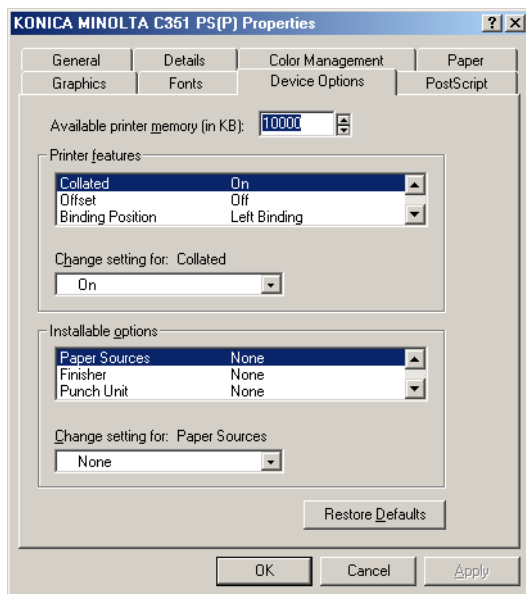 KONICA MINOLTA C351 PS(P) Properties ? ×
General Details Color Management Paper
Graphics Fonts Device Options PostScript
Available printer memory (in KB): 10000
Printer features
Collated On
Offset Off
Binding Position Left Binding
Change setting for: Collated
On
Installable options
Paper Sources None
Finisher None
Punch Unit None
Change setting for: Paper Sources
None
Restore Defaults
OK Cancel Apply